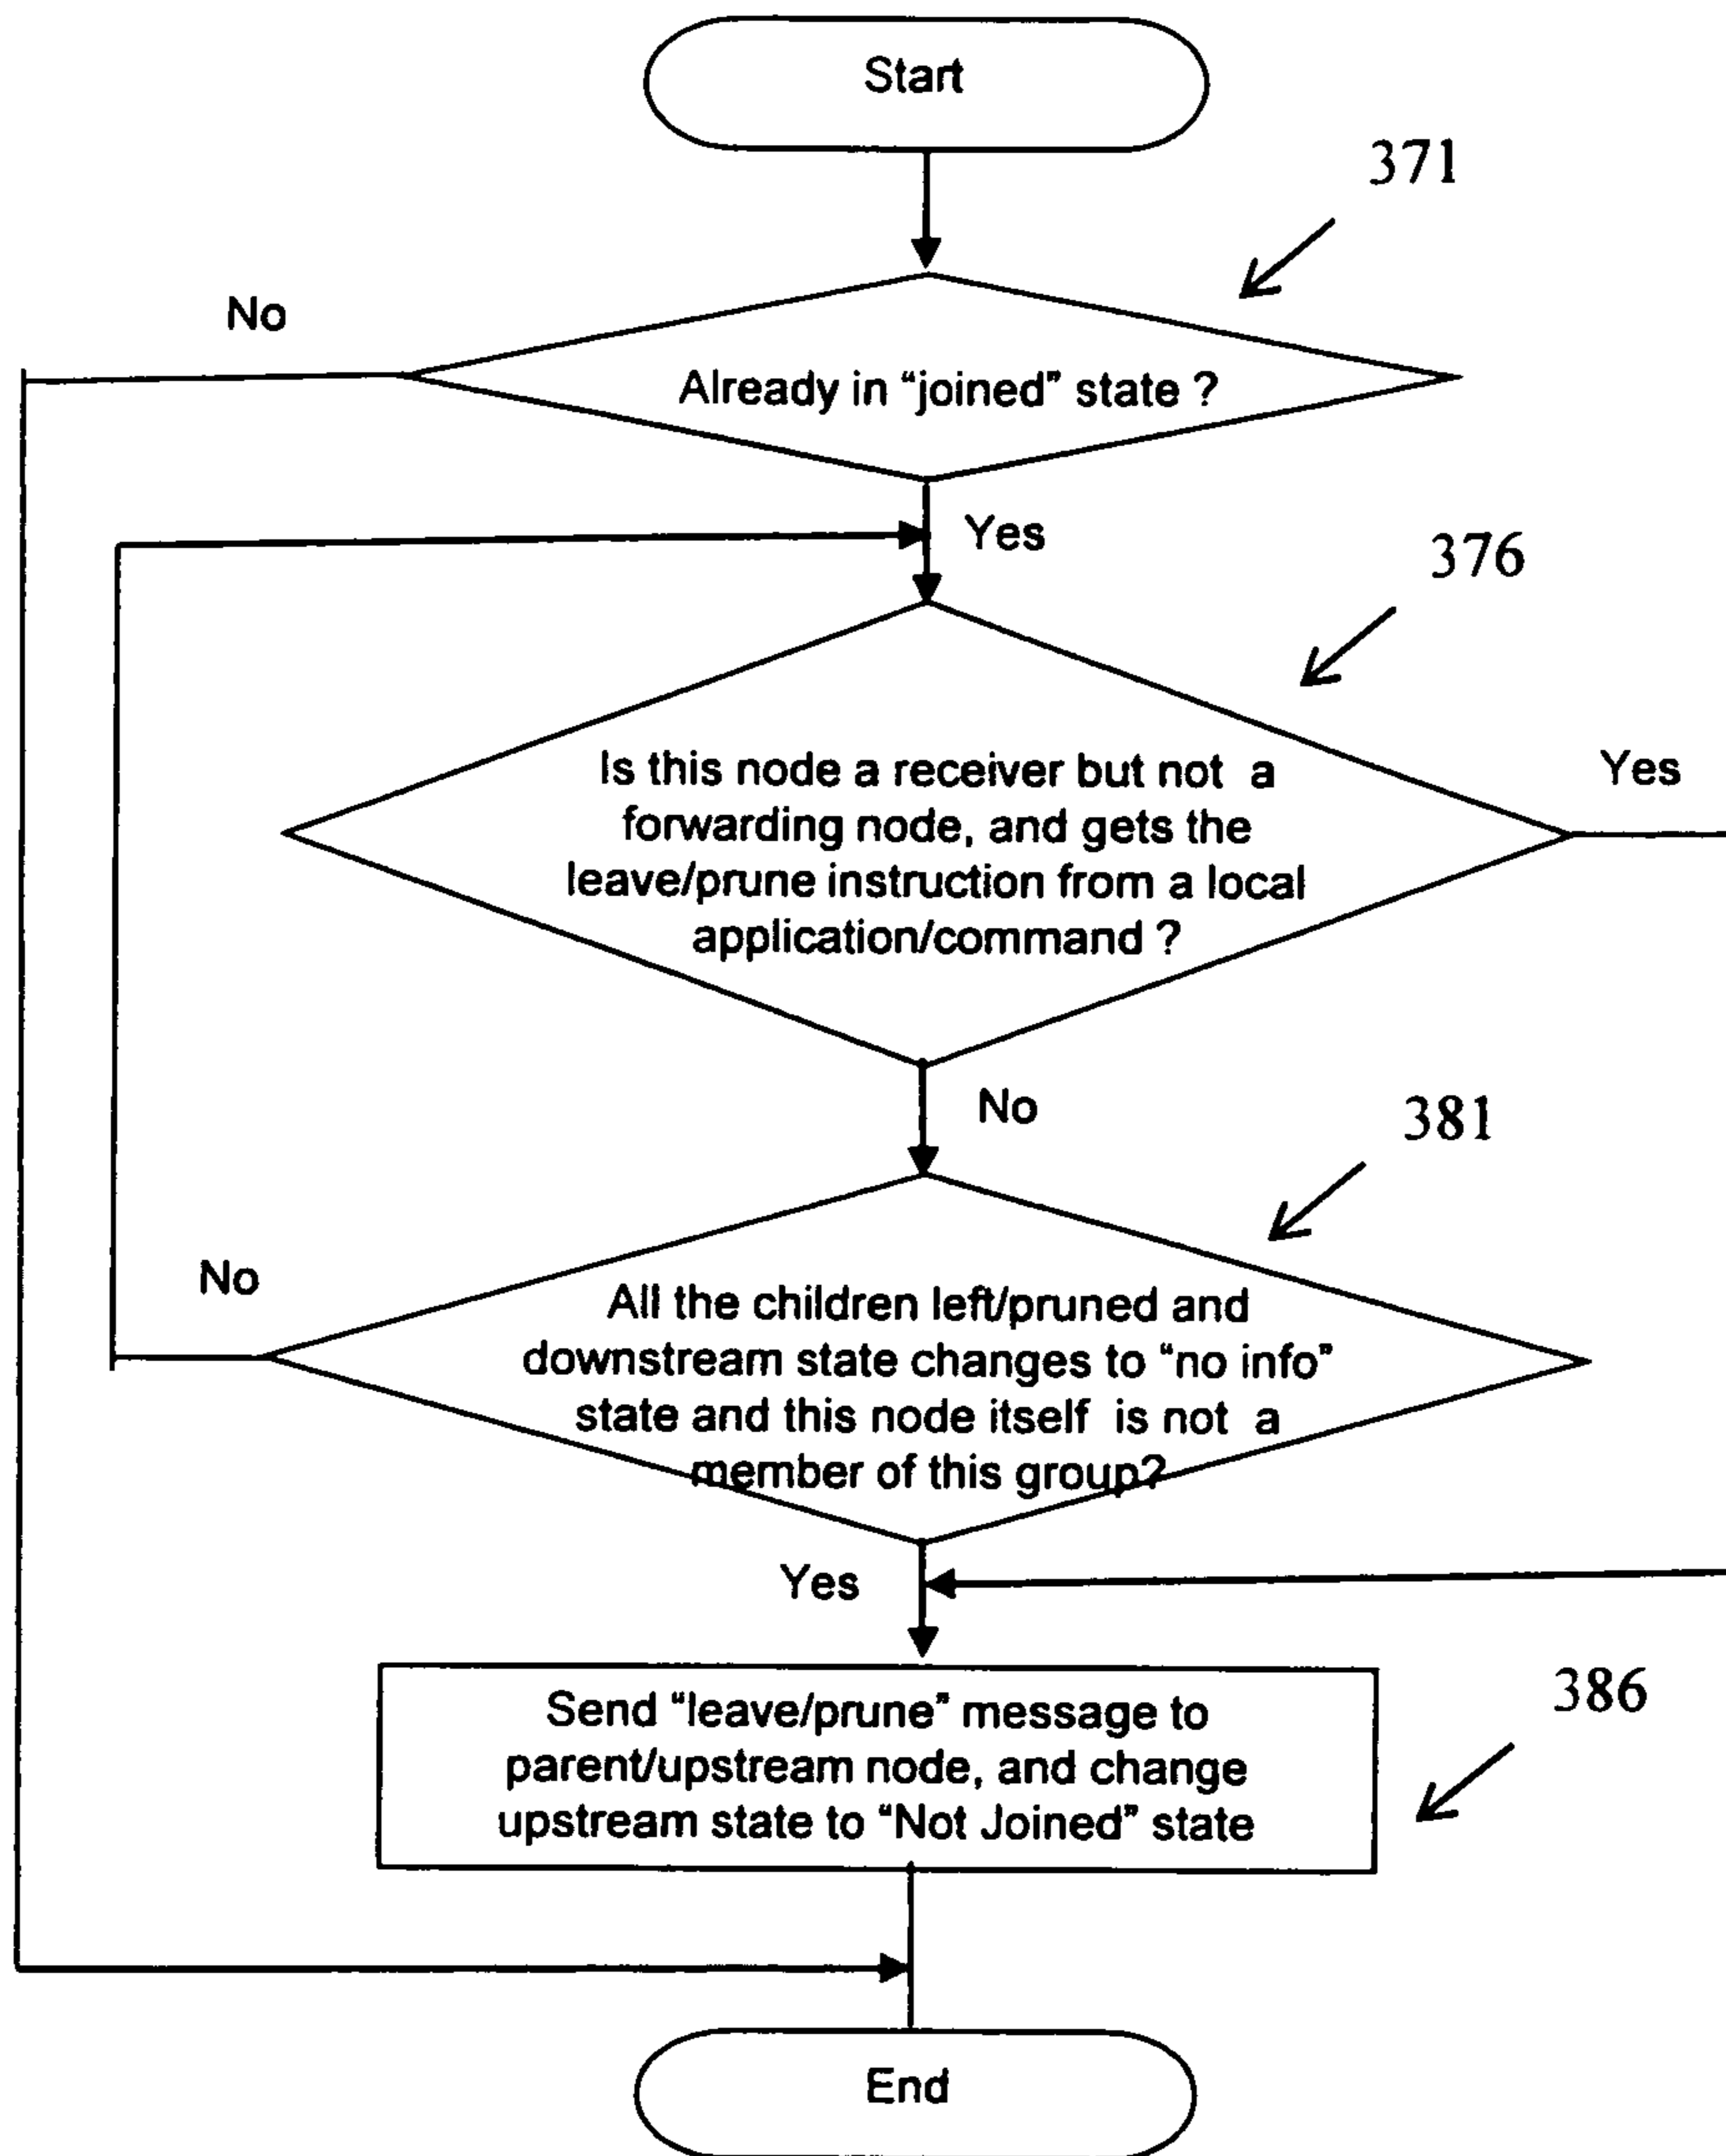 Start
371
No
Already in “joined” state ?
Yes
376
Is this node a receiver but not a
forwarding node, and gets the
leave/prune instruction from a local
application/command ?
Yes
No
381
No
All the children left/pruned and
downstream state changes to “no info”
state and this node itself is not a
member of this group?
Yes
Send “leave/prune” message to
parent/upstream node, and change
upstream state to “Not Joined” state
386
End